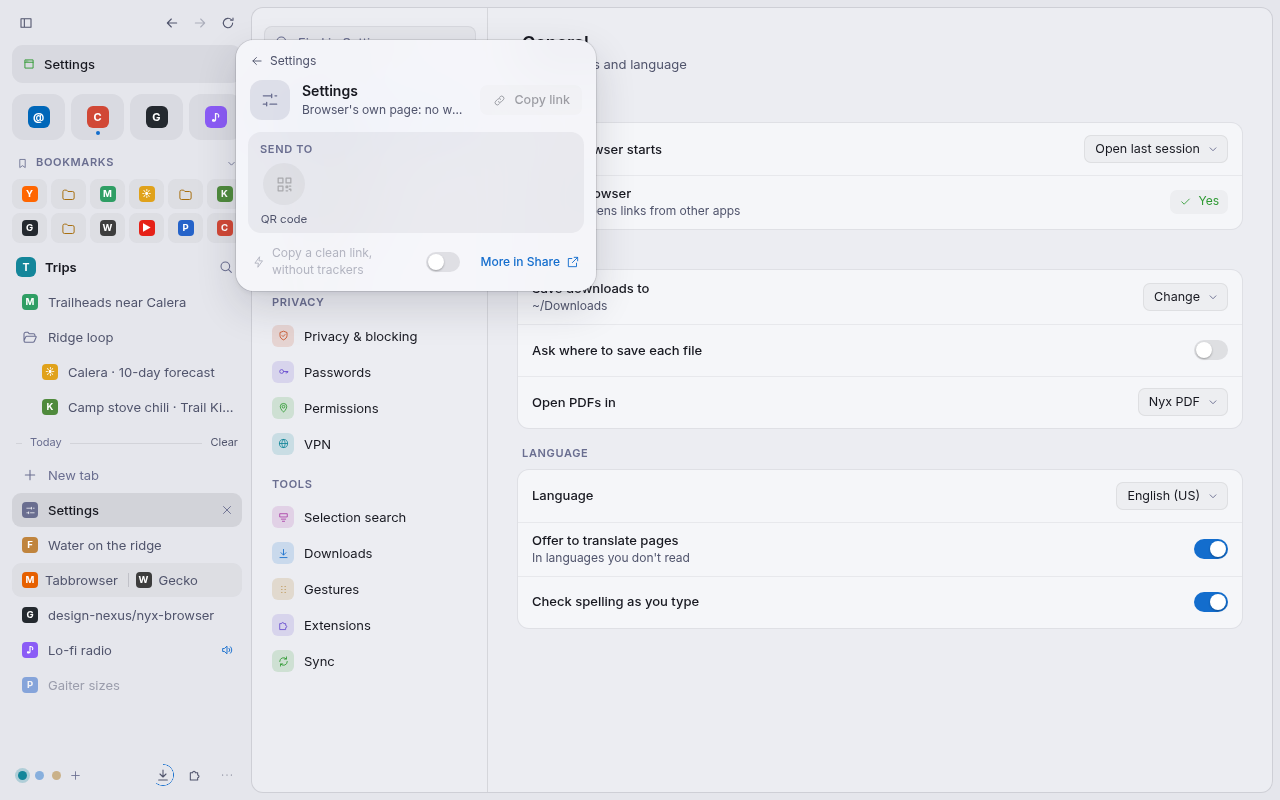 Settings
@
C
G
BOOKMARKS
Y
M
K
G
W
P
C
Trips
M Trailheads near Calera
Ridge loop
Calera · 10-day forecast
K Camp stove chili · Trail Ki...
Today
Clear
New tab
Settings
F Water on the ridge
M Tabbrowser
W Gecko
G design-nexus/nyx-browser
Lo-fi radio
P Gaiter sizes
Settings
Settings
Browser's own page: no w...
Copy link
SEND TO
QR code
Copy a clean link,
without trackers
More in Share
PRIVACY
Privacy & blocking
Passwords
Permissions
VPN
TOOLS
Selection search
Downloads
Gestures
Extensions
Sync
General
s and language
wser starts
Open last session
owser
ens links from other apps
Yes
Save downloads to
~/Downloads
Change
Ask where to save each file
Open PDFs in
Nyx PDF
LANGUAGE
Language
English (US)
Offer to translate pages
In languages you don't read
Check spelling as you type